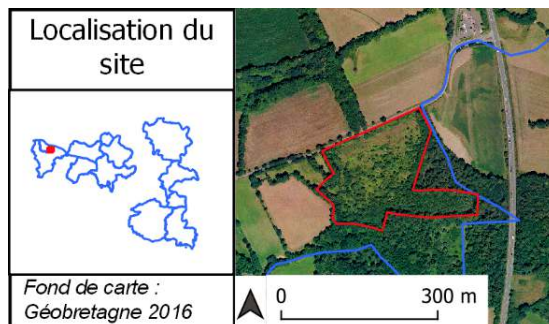 Localisation du
site
Fond de carte :
Géobretagne 2016
0 300 m